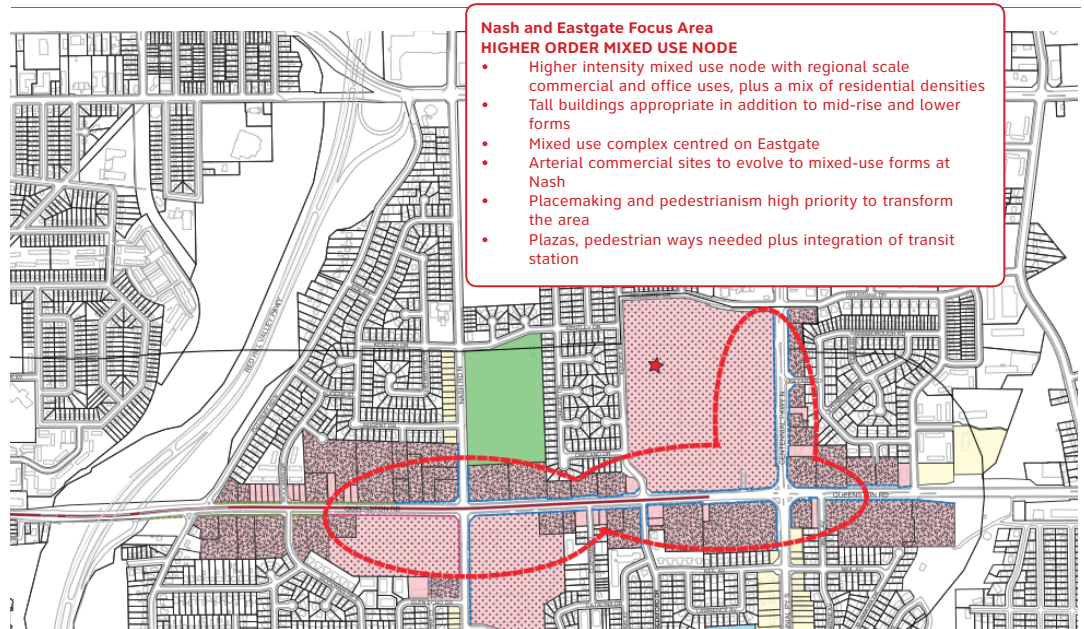 Nash and Eastgate Focus Area
HIGHER ORDER MIXED USE NODE
• Higher intensity mixed use node with regional scale
commercial and office uses, plus a mix of residential densities
• Tall buildings appropriate in addition to mid-rise and lower
forms
• Mixed use complex centred on Eastgate
• Arterial commercial sites to evolve to mixed-use forms at
Nash
• Placemaking and pedestrianism high priority to transform
the area
• Plazas, pedestrian ways needed plus integration of transit
station
RED HILL VALLEY PKWY
NASH RD N
CENTENNIAL PKWY N
QUEENSTON RD
QUEENSTON RD